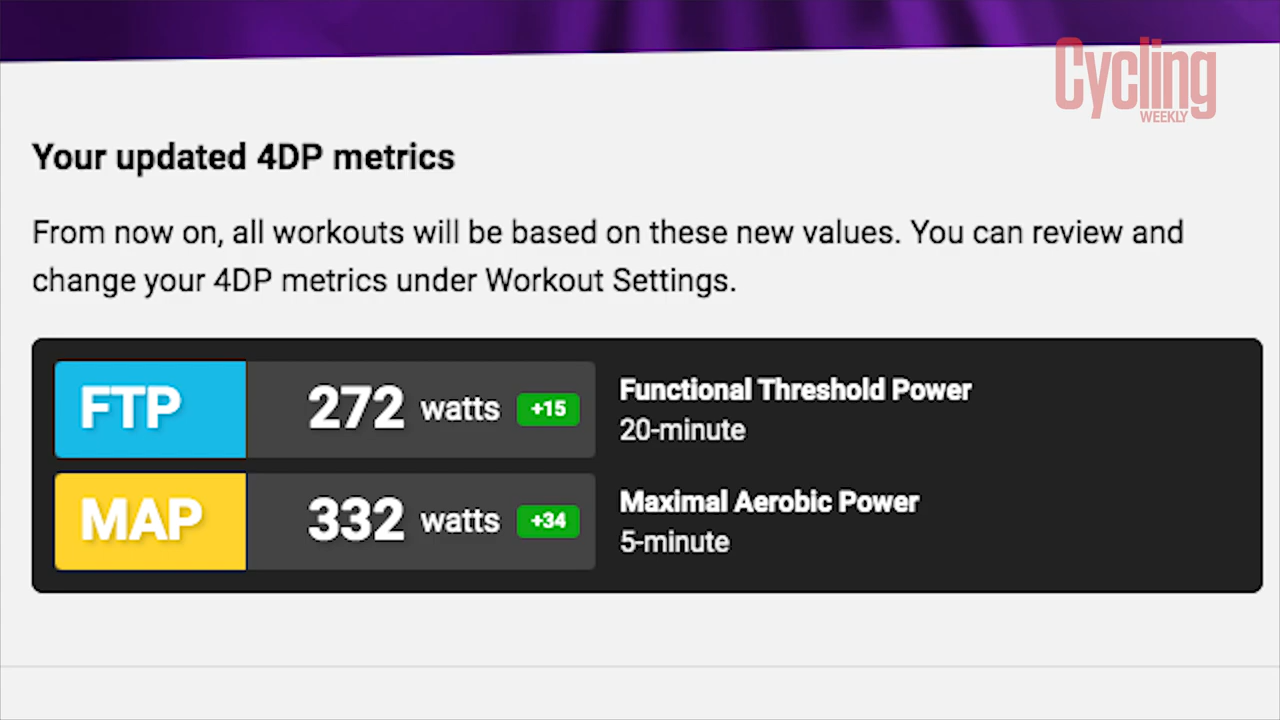 Cycling
WEEKLY
Your updated 4DP metrics
From now on, all workouts will be based on these new values. You can review and
change your 4DP metrics under Workout Settings.
FTP 272 watts +15 Functional Threshold Power
20-minute
MAP 332 watts +34 Maximal Aerobic Power
5-minute